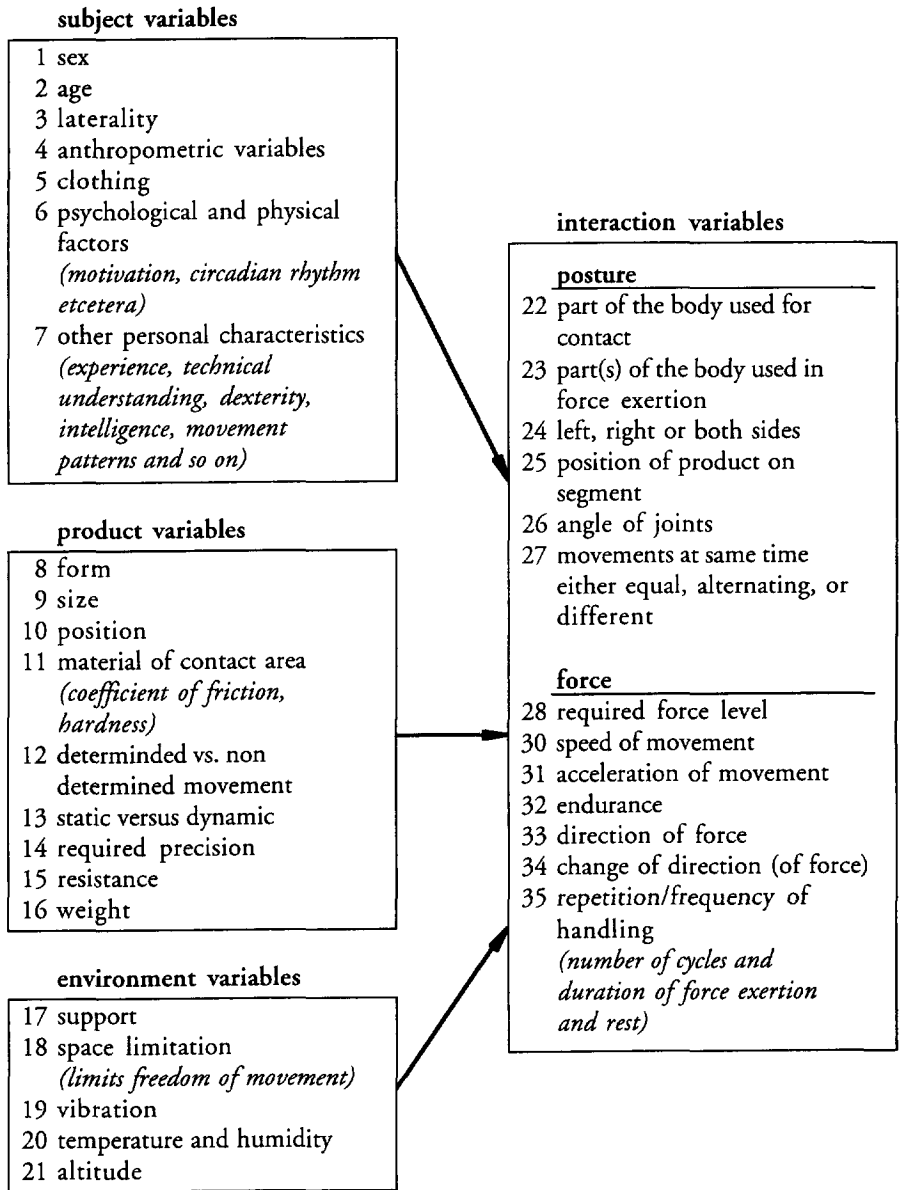 subject variables
1 sex
2 age
3 laterality
4 anthropometric variables
5 clothing
6 psychological and physical
factors
(motivation, circadian rhythm
etcetera)
7 other personal characteristics
(experience, technical
understanding, dexterity,
intelligence, movement
patterns and so on)
product variables
8 form
9 size
10 position
11 material of contact area
(coefficient of friction,
hardness)
12 determinded vs. non
determined movement
13 static versus dynamic
14 required precision
15 resistance
16 weight
environment variables
17 support
18 space limitation
(limits freedom of movement)
19 vibration
20 temperature and humidity
21 altitude
interaction variables
posture
22 part of the body used for
contact
23 part(s) of the body used in
force exertion
24 left, right or both sides
25 position of product on
segment
26 angle of joints
27 movements at same time
either equal, alternating, or
different
force
28 required force level
30 speed of movement
31 acceleration of movement
32 endurance
33 direction of force
34 change of direction (of force)
35 repetition/frequency of
handling
(number of cycles and
duration of force exertion
and rest)